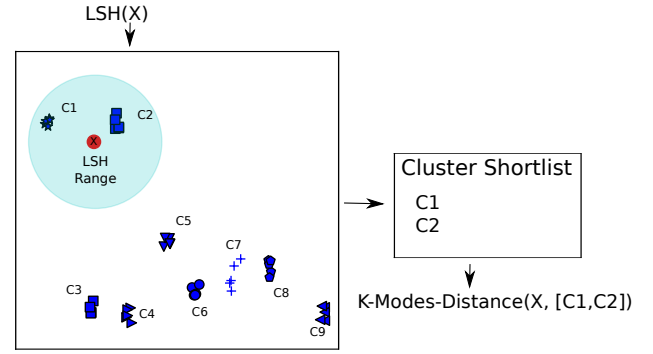 LSH(X)
C1
C2
X
LSH
Range
C5
C7
C3
C4
C6
C8
C9
Cluster Shortlist
C1
C2
K-Modes-Distance(X, [C1,C2])